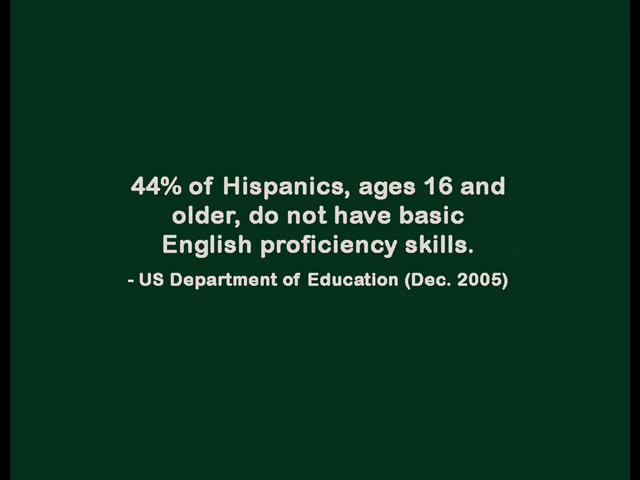 44% of Hispanics, ages 16 and
older, do not have basic
English proficiency skills.
- US Department of Education (Dec. 2005)